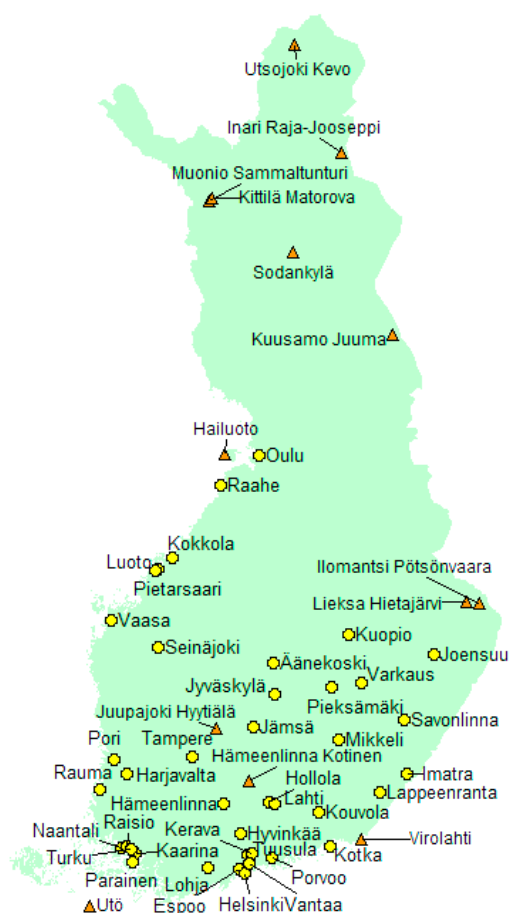 Utsojoki Kevo
Inari Raja-Jooseppi
Muonio Sammaltunturi
Kittilä Matorova
Sodankylä
Kuusamo Juuma
Hailuoto
Oulu
Raahe
Kokkola
Luoto
Pietarsaari
Ilomantsi Pötsönvaara
Lieksa Hietajärvi
Vaasa
Kuopio
Seinäjoki
Joensuu
Äänekoski
Varkaus
Jyväskylä
Pieksämäki
Juupajoki Hyytiälä
Savonlinna
Jämsä
Pori
Tampere
Mikkeli
Hämeenlinna Kotinen
Rauma
Harjavalta
Hollola
Imatra
Lappeenranta
Hämeenlinna
Lahti
Kouvola
Raisio
Naantali
Kerava
Hyvinkää
Virolahti
Turku
Kaarina
Tuusula
Kotka
Parainen
Lohja
Porvoo
Utö
Espoo
Helsinki
Vantaa